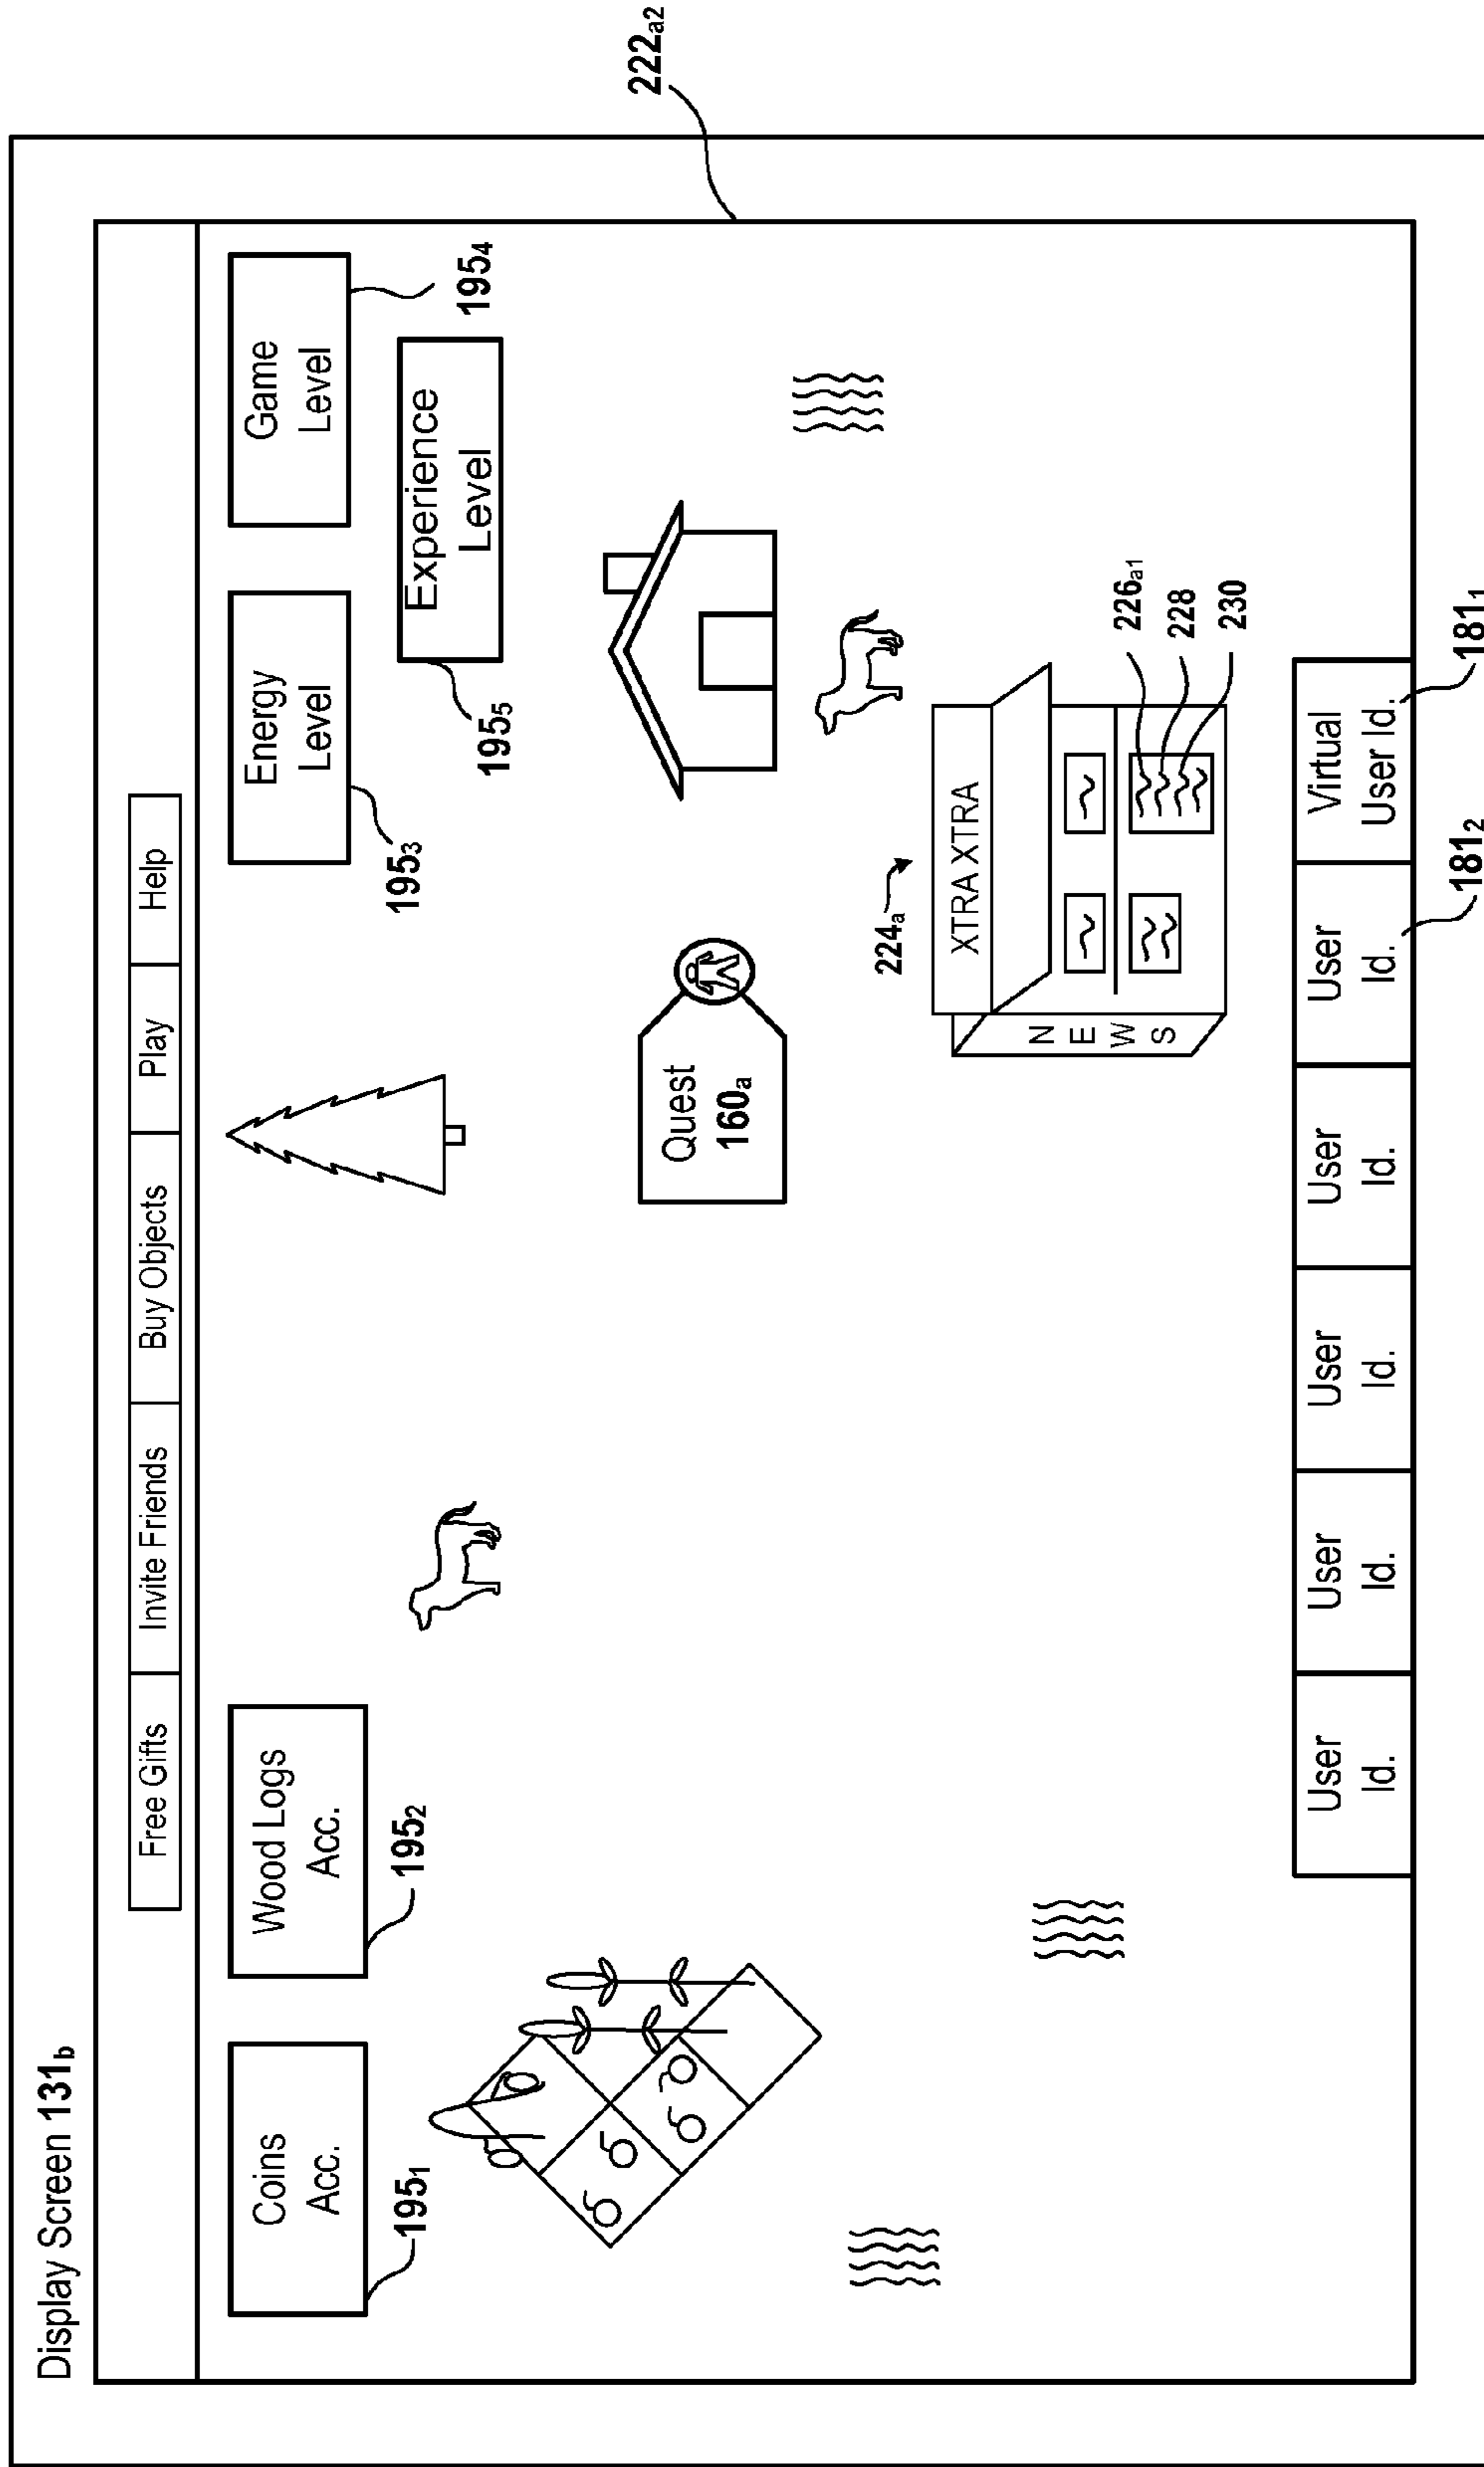 Display Screen 131b
222a2
Free Gifts
Invite Friends
Buy Objects
Play
Help
Coins
Acc.
1951
Wood Logs
Acc.
1952
Energy
Level
1953
Game
Level
1954
Experience
Level
1955
Quest
160a
224a
XTRA XTRA
N
E
W
S
226a1
228
230
User
Id.
User
Id.
User
Id.
User
Id.
User
Id.
Virtual
User Id.
1812
1811